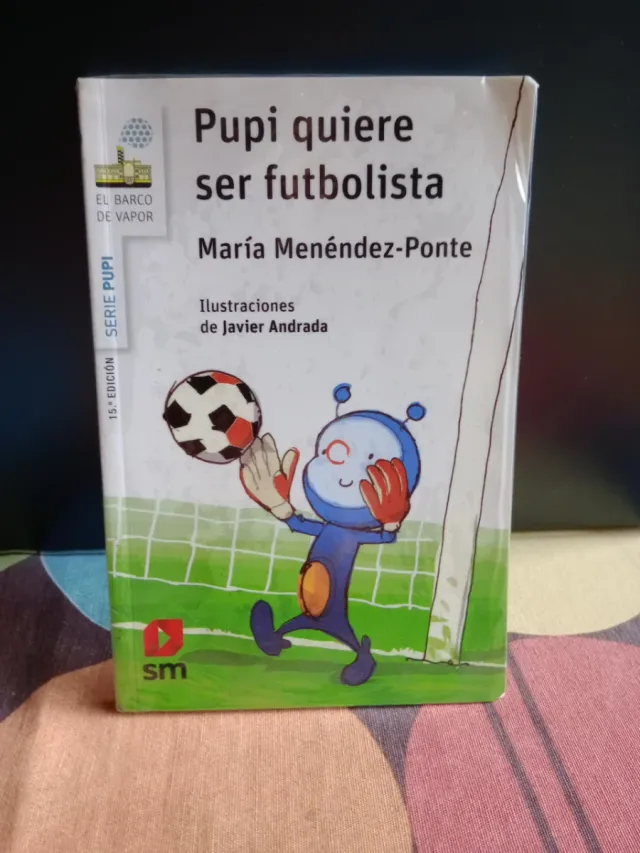 Pupi quiere
ser futbolista
María Menéndez-Ponte
Ilustraciones
de Javier Andrada
EL BARCO
DE VAPOR
SERIE PUPI
15.ª EDICIÓN
sm